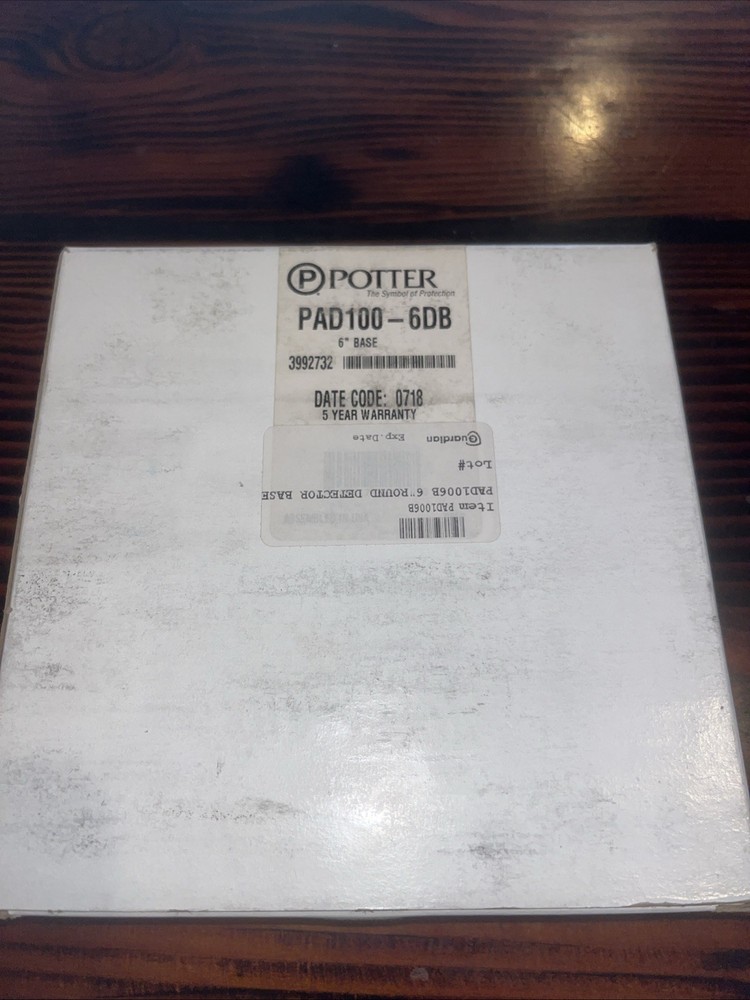 P POTTER
The Symbol of Protection
PAD100-6DB
6" BASE
3992732
DATE CODE: 0718
5 YEAR WARRANTY
Item PAD1006B
PAD1006B 6"ROUND DETECTOR BASE
Lot#
Guardian Exp.Date